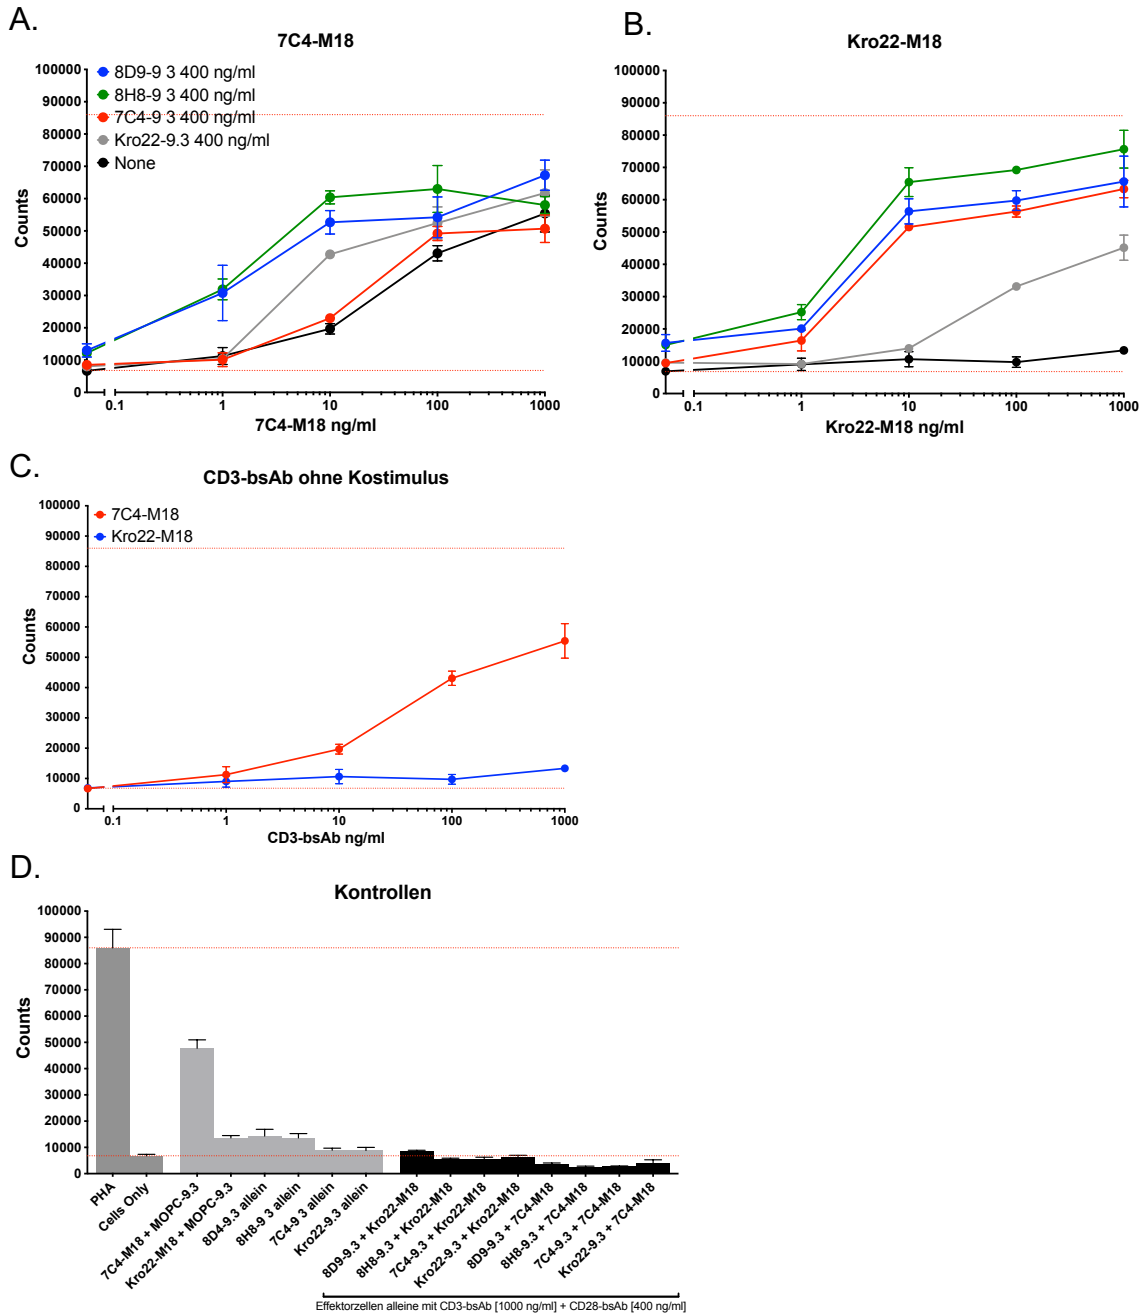 A.
7C4-M18
100000
90000
80000
70000
60000
50000
40000
30000
20000
10000
0
Counts
8D9-9 3 400 ng/ml
8H8-9 3 400 ng/ml
7C4-9 3 400 ng/ml
Kro22-9.3 400 ng/ml
None
0.1 1 10 100 1000
7C4-M18 ng/ml
B.
Kro22-M18
100000
90000
80000
70000
60000
50000
40000
30000
20000
10000
0
Counts
0.1 1 10 100 1000
Kro22-M18 ng/ml
C.
CD3-bsAb ohne Kostimulus
100000
90000
80000
70000
60000
50000
40000
30000
20000
10000
0
Counts
7C4-M18
Kro22-M18
0.1 1 10 100 1000
CD3-bsAb ng/ml
D.
Kontrollen
100000
90000
80000
70000
60000
50000
40000
30000
20000
10000
0
Counts
PHA
Cells Only
7C4-M18 + MOPC-9.3
Kro22-M18 + MOPC-9.3
8D4-9.3 allein
8H8-9 3 allein
7C4-9 3 allein
Kro22-9.3 allein
8D9-9.3 + Kro22-M18
8H8-9.3 + Kro22-M18
7C4-9.3 + Kro22-M18
Kro22-9.3 + Kro22-M18
8D9-9.3 + 7C4-M18
8H8-9.3 + 7C4-M18
7C4-9.3 + 7C4-M18
Kro22-9.3 + 7C4-M18
Effektorzellen alleine mit CD3-bsAb [1000 ng/ml] + CD28-bsAb [400 ng/ml]